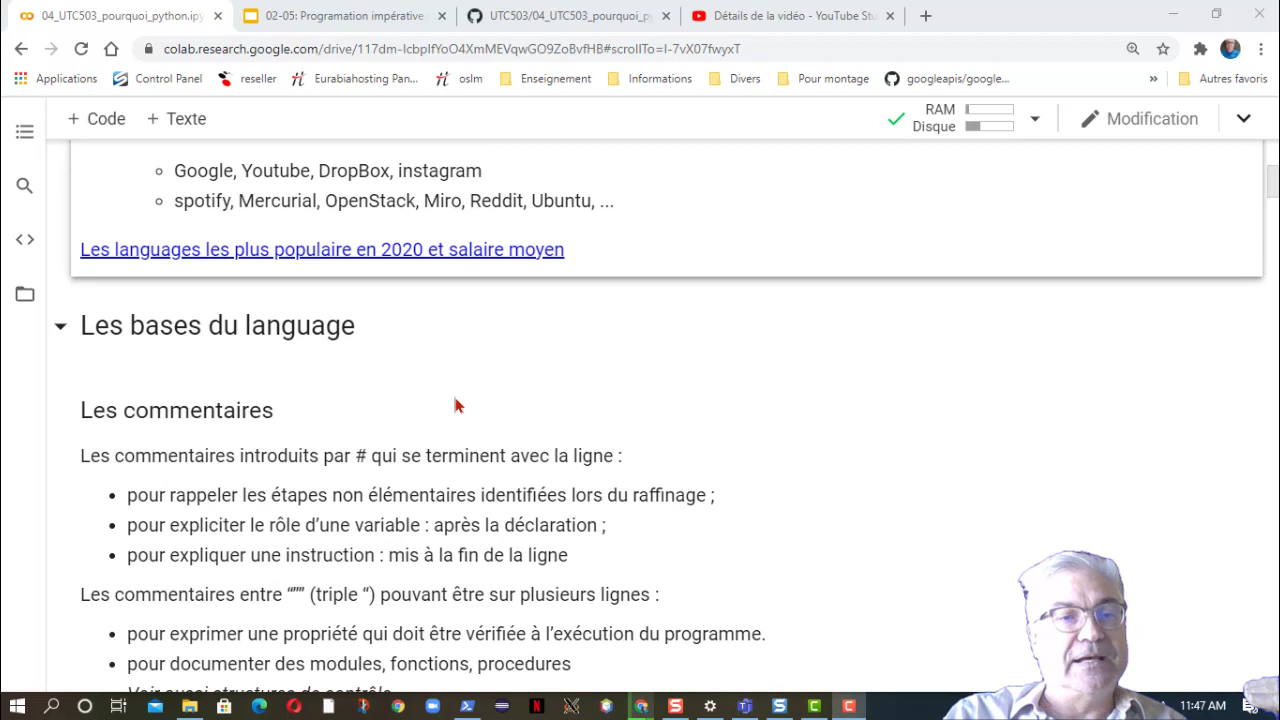 04_UTC503_pourquoi_python.ipy
02-05: Programation impérative
UTC503/04_UTC503_pourquoi_py
Détails de la vidéo - YouTube Stu
colab.research.google.com/drive/117dm-IcbplfYoO4XmMEVqwGO9ZoBvfHB#scrollTo=I-7vX07fwyxT
Applications
Control Panel
reseller
Eurabiahosting Pan...
oslm
Enseignement
Informations
Divers
Pour montage
googleapis/google...
»
Autres favoris
+ Code
+ Texte
RAM
Disque
Modification
Google, Youtube, DropBox, instagram
spotify, Mercurial, OpenStack, Miro, Reddit, Ubuntu, ...
Les languages les plus populaire en 2020 et salaire moyen
Les bases du language
Les commentaires
Les commentaires introduits par # qui se terminent avec la ligne :
pour rappeler les étapes non élémentaires identifiées lors du raffinage ;
pour expliciter le rôle d’une variable : après la déclaration ;
pour expliquer une instruction : mis à la fin de la ligne
Les commentaires entre “”” (triple “) pouvant être sur plusieurs lignes :
pour exprimer une propriété qui doit être vérifiée à l’exécution du programme.
pour documenter des modules, fonctions, procedures
Voir aussi structures de contrôle
11:47 AM